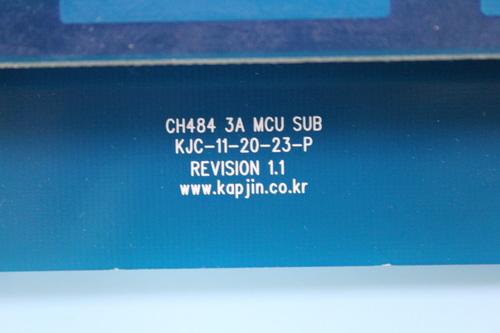 CH484 3A MCU SUB
KJC-11-20-23-P
REVISION 1.1
www.kapjin.co.kr